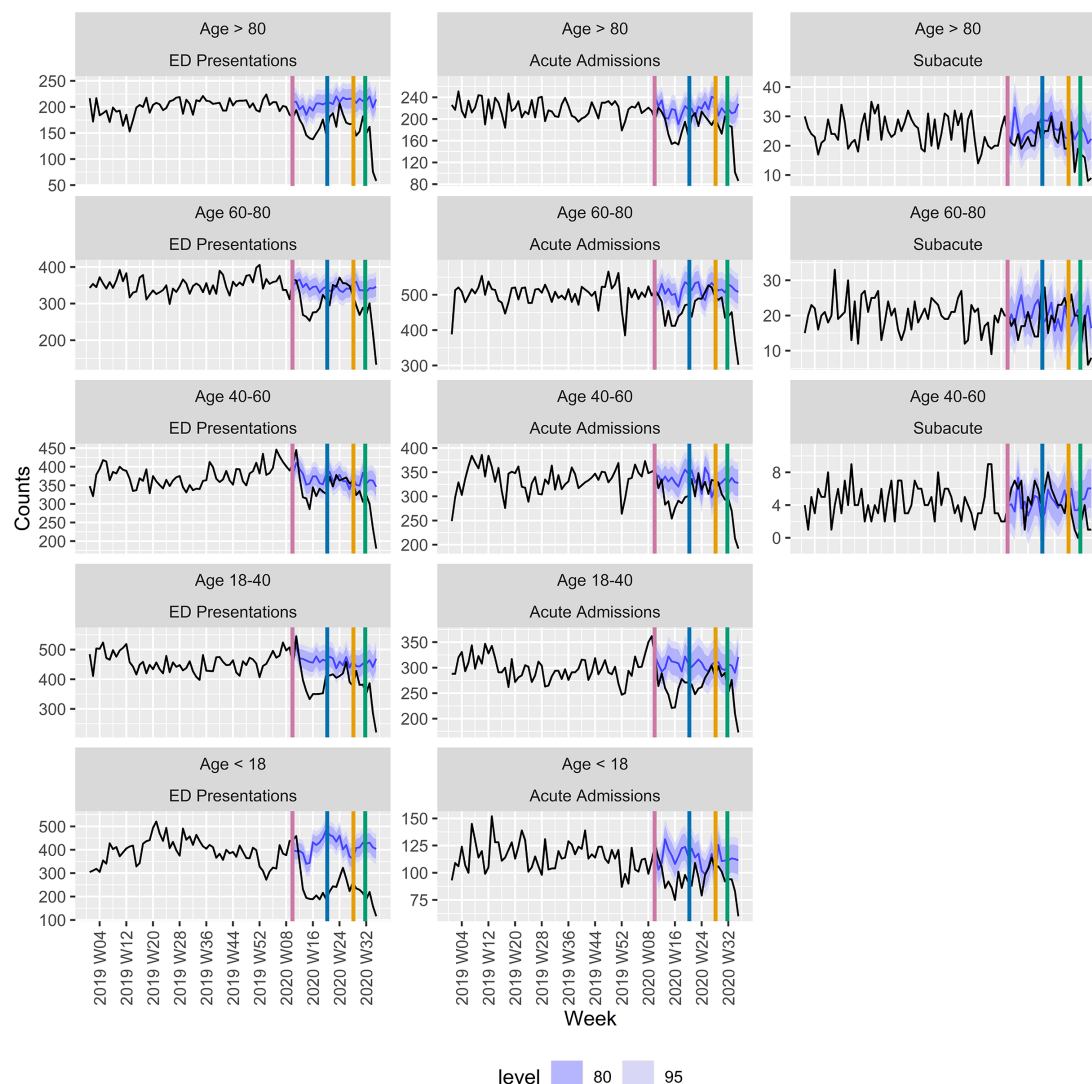 Age > 80
Age > 80
Age > 80
ED Presentations
Acute Admissions
Subacute
250
200
150
100
50
240
200
160
120
80
40
30
20
10
Age 60-80
Age 60-80
Age 60-80
ED Presentations
Acute Admissions
Subacute
400
300
200
500
400
300
30
20
10
Age 40-60
Age 40-60
Age 40-60
ED Presentations
Acute Admissions
Subacute
450
400
350
300
250
200
400
350
300
250
200
8
4
0
Counts
Age 18-40
Age 18-40
ED Presentations
Acute Admissions
500
400
300
350
300
250
200
Age < 18
Age < 18
ED Presentations
Acute Admissions
500
400
300
200
100
150
125
100
75
2019 W04
2019 W12
2019 W20
2019 W28
2019 W36
2019 W44
2019 W52
2020 W08
2020 W16
2020 W24
2020 W32
2019 W04
2019 W12
2019 W20
2019 W28
2019 W36
2019 W44
2019 W52
2020 W08
2020 W16
2020 W24
2020 W32
Week
level 80 95